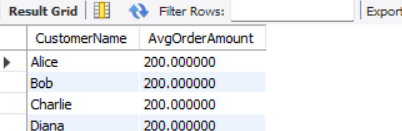 Result Grid Filter Rows: Export
CustomerName AvgOrderAmount
Alice 200.000000
Bob 200.000000
Charlie 200.000000
Diana 200.000000